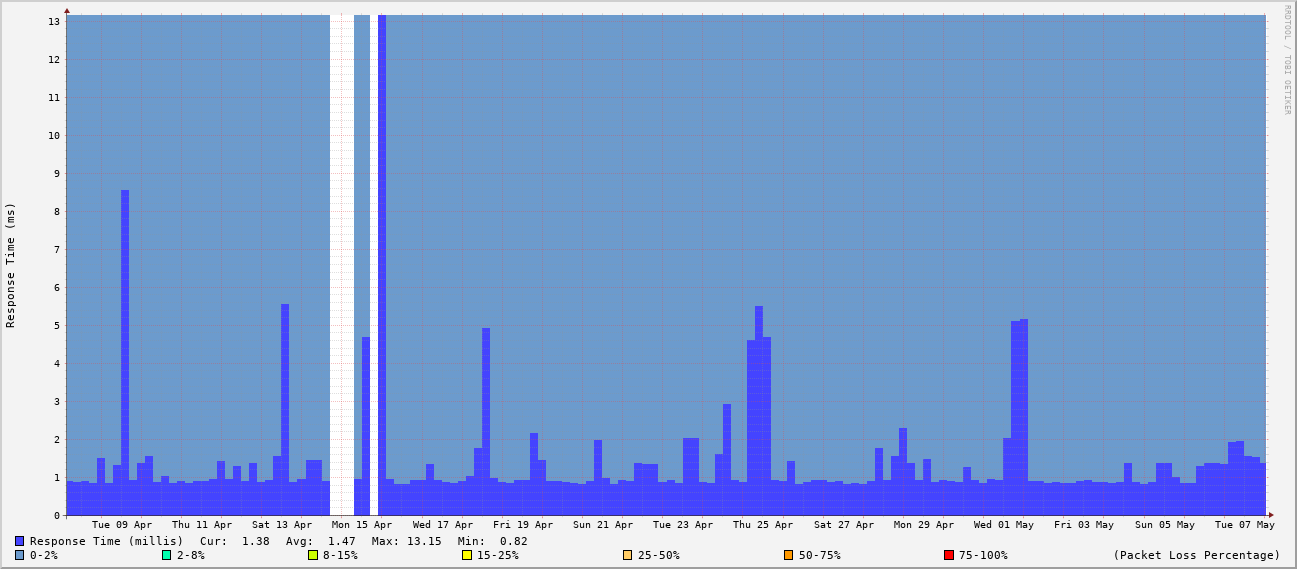 RRDTOOL / TOBI OETIKER
Response Time (ms)
13
12
11
10
9
8
7
6
5
4
3
2
1
0
Tue 09 Apr Thu 11 Apr Sat 13 Apr Mon 15 Apr Wed 17 Apr Fri 19 Apr Sun 21 Apr Tue 23 Apr Thu 25 Apr Sat 27 Apr Mon 29 Apr Wed 01 May Fri 03 May Sun 05 May Tue 07 May
Response Time (millis) Cur: 1.38 Avg: 1.47 Max: 13.15 Min: 0.82
0-2% 2-8% 8-15% 15-25% 25-50% 50-75% 75-100% (Packet Loss Percentage)